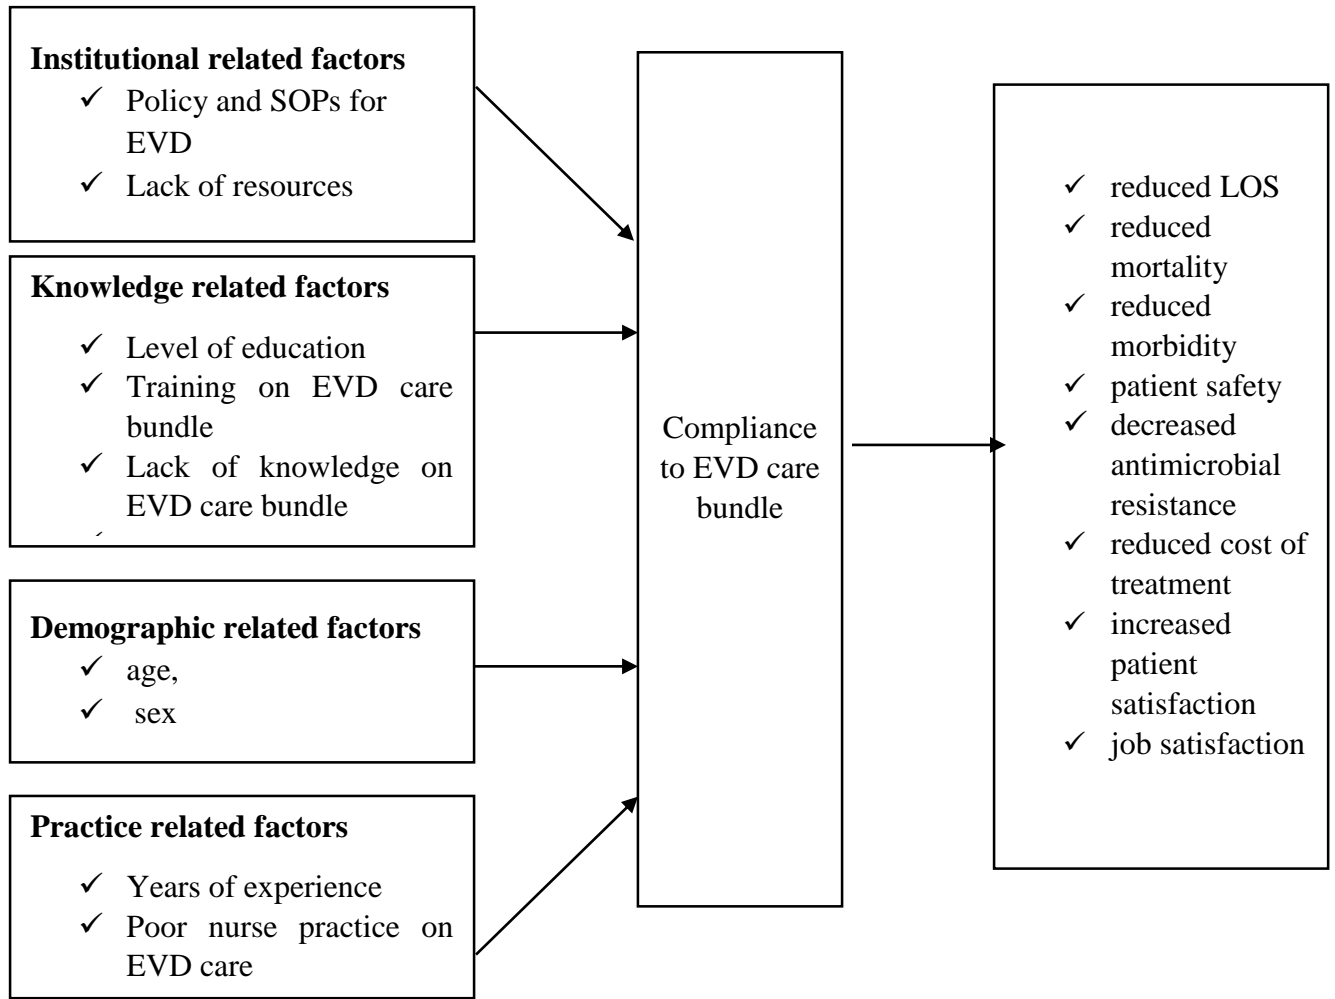 Institutional related factors
✓ Policy and SOPs for
EVD
✓ Lack of resources
Knowledge related factors
✓ Level of education
✓ Training on EVD care
bundle
✓ Lack of knowledge on
EVD care bundle
Demographic related factors
✓ age,
✓ sex
Practice related factors
✓ Years of experience
✓ Poor nurse practice on
EVD care
Compliance
to EVD care
bundle
✓ reduced LOS
✓ reduced
mortality
✓ reduced
morbidity
✓ patient safety
✓ decreased
antimicrobial
resistance
✓ reduced cost of
treatment
✓ increased
patient
satisfaction
✓ job satisfaction